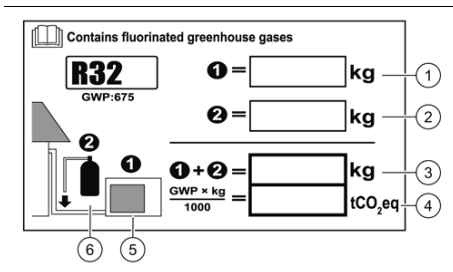 Contains fluorinated greenhouse gases
R32
GWP:675
❶= kg 1
❷= kg 2
❷
❶
❶+❷= kg 3
GWP × kg
1000
= tCO₂eq 4
6 5